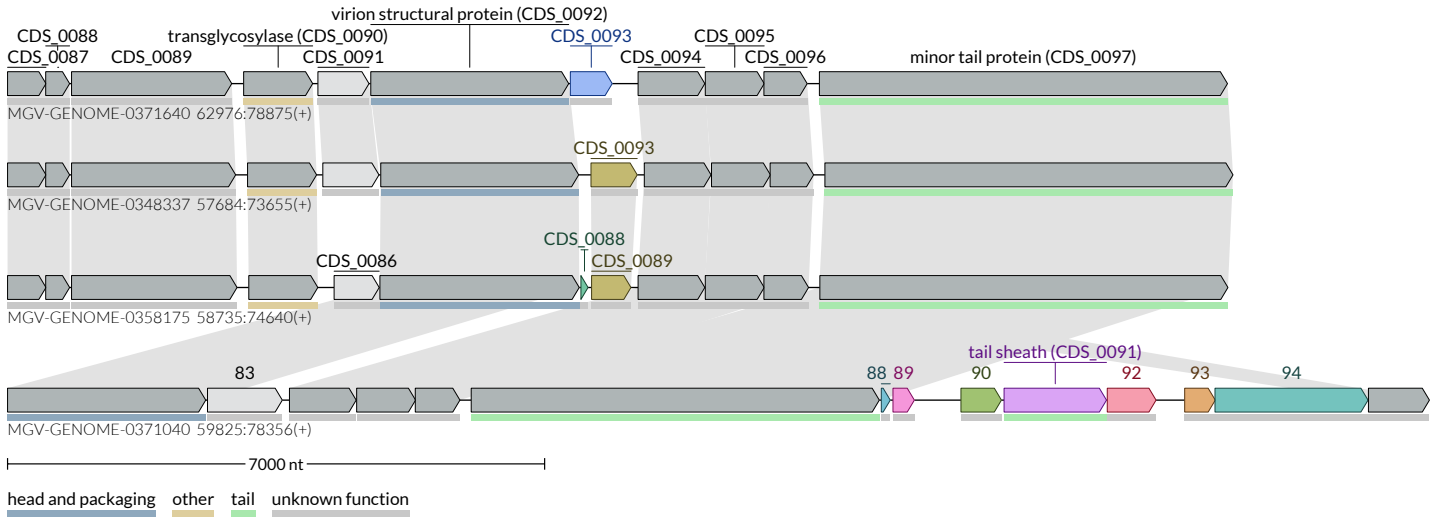 virion structural protein (CDS_0092)
CDS_0088 transglycosylase (CDS_0090) CDS_0093 CDS_0095
CDS_0087 CDS_0089 CDS_0091 CDS_0094 CDS_0096 minor tail protein (CDS_0097)
MGV-GENOME-0371640 62976:78875(+)
CDS_0093
MGV-GENOME-0348337 57684:73655(+)
CDS_0088
CDS_0086 CDS_0089
MGV-GENOME-0358175 58735:74640(+)
tail sheath (CDS_0091)
83 88 89 90 92 93 94
MGV-GENOME-0371040 59825:78356(+)
7000 nt
head and packaging other tail unknown function